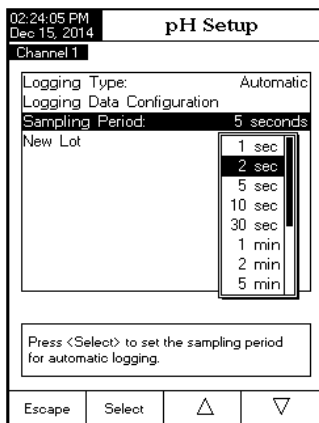 02:24:05 PM
Dec 15, 2014
pH Setup
Channel 1
Logging Type: Automatic
Logging Data Configuration
Sampling Period: 5 seconds
New Lot
1 sec
2 sec
5 sec
10 sec
30 sec
1 min
2 min
5 min
Press <Select> to set the sampling period
for automatic logging.
Escape Select